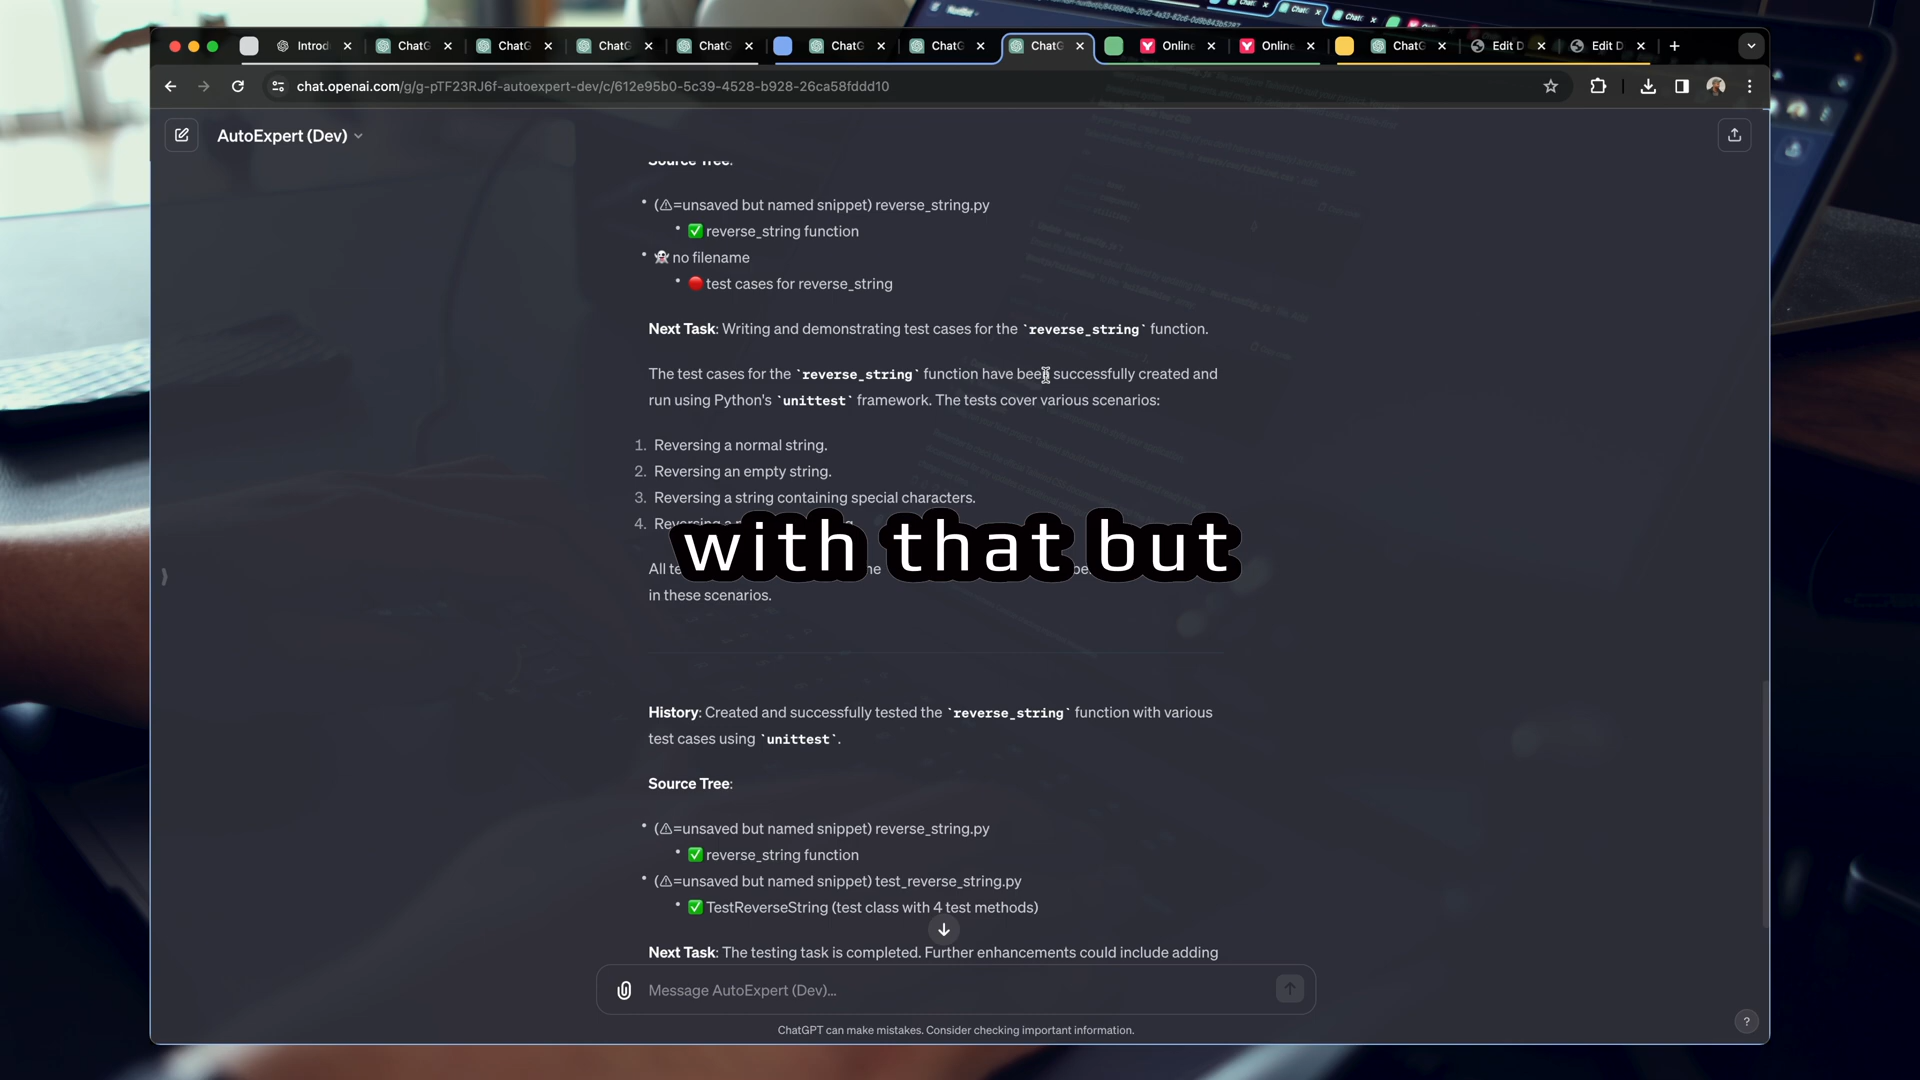 Introd
ChatG
ChatG
ChatG
ChatG
ChatG
ChatG
ChatG
Online
Online
ChatG
Edit D
Edit D
chat.openai.com/g/g-pTF23RJ6f-autoexpert-dev/c/612e95b0-5c39-4528-b928-26ca58fddd10
AutoExpert (Dev)
Source Tree:
(⚠=unsaved but named snippet) reverse_string.py
✅ reverse_string function
👻 no filename
🔴 test cases for reverse_string
Next Task: Writing and demonstrating test cases for the `reverse_string` function.
The test cases for the `reverse_string` function have been successfully created and
run using Python's `unittest` framework. The tests cover various scenarios:
1. Reversing a normal string.
2. Reversing an empty string.
3. Reversing a string containing special characters.
4.
with that but
in these scenarios.
History: Created and successfully tested the `reverse_string` function with various
test cases using `unittest`.
Source Tree:
(⚠=unsaved but named snippet) reverse_string.py
✅ reverse_string function
(⚠=unsaved but named snippet) test_reverse_string.py
✅ TestReverseString (test class with 4 test methods)
Next Task: The testing task is completed. Further enhancements could include adding
Message AutoExpert (Dev)...
ChatGPT can make mistakes. Consider checking important information.
?